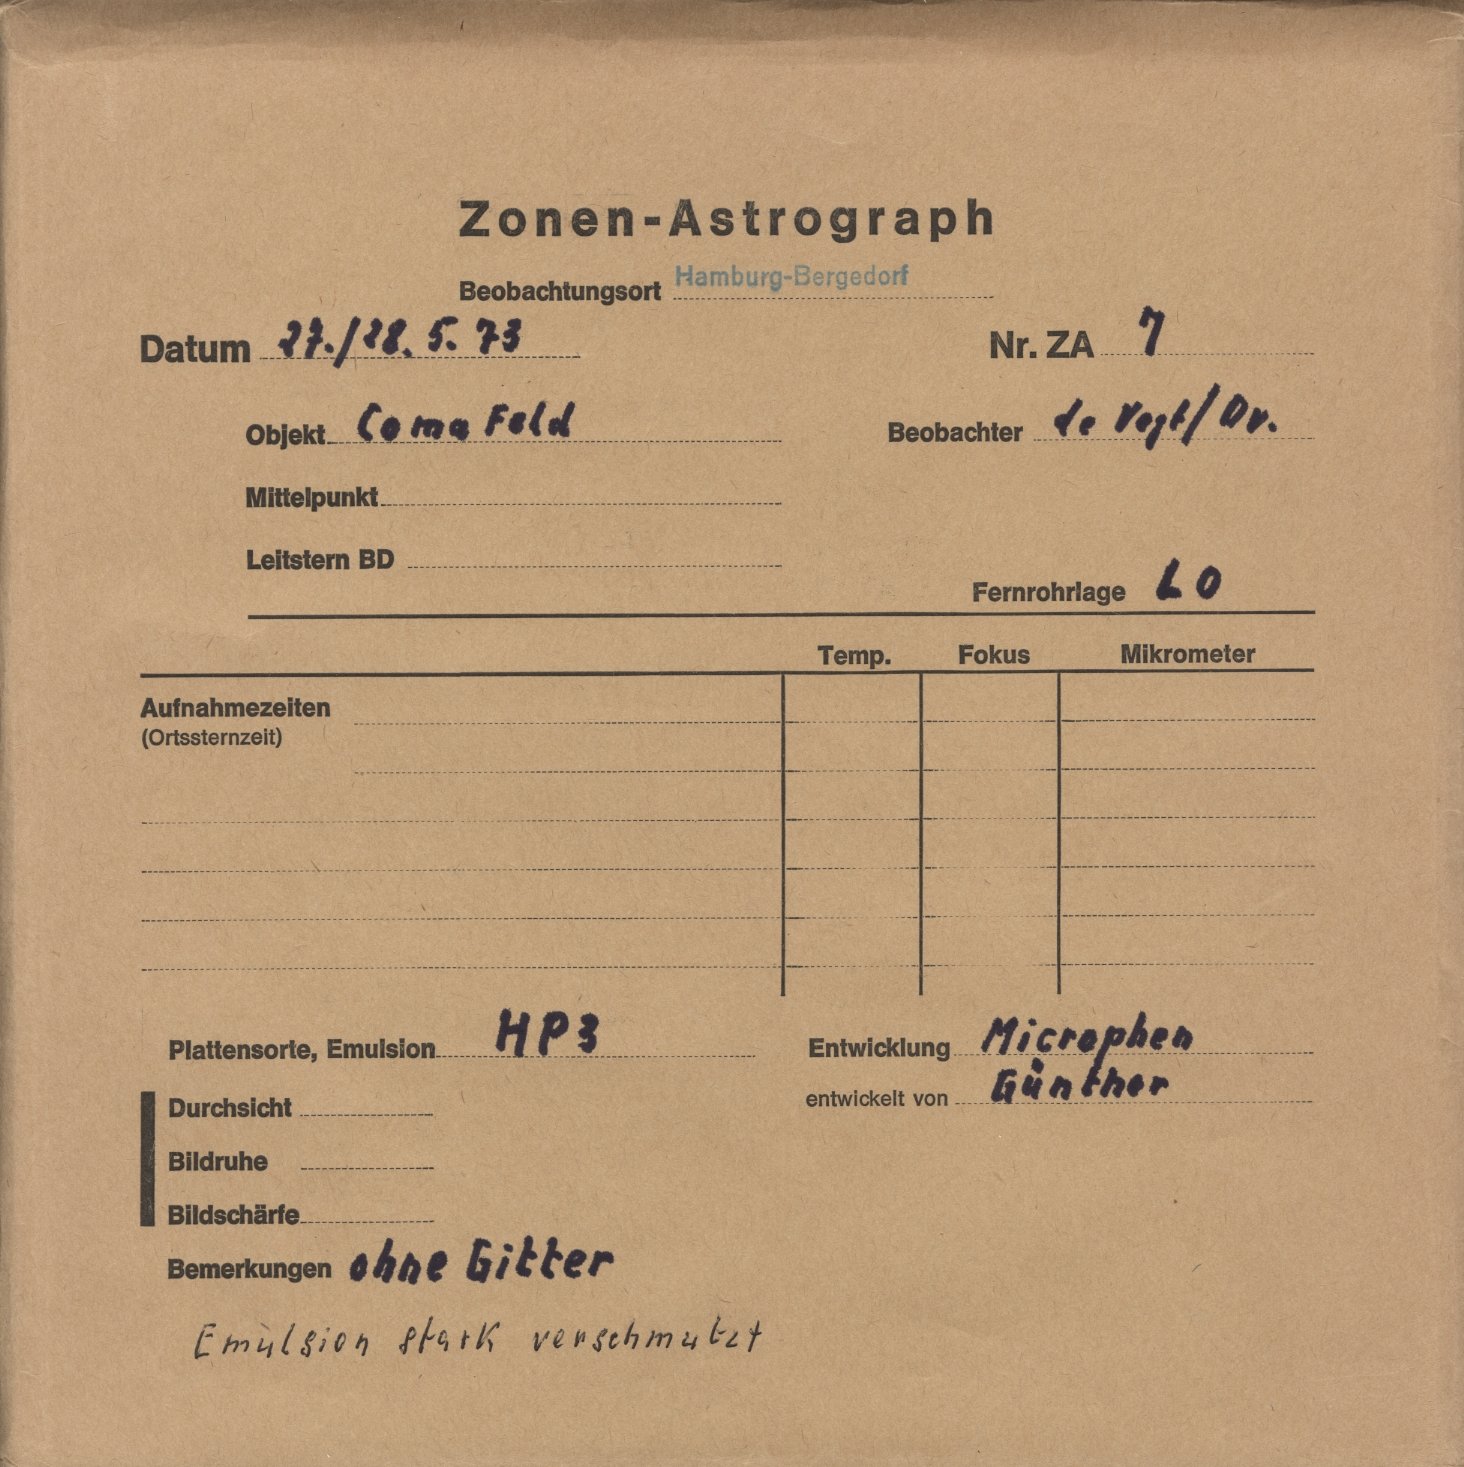 Zonen-Astrograph
Beobachtungsort Hamburg-Bergedorf
Datum 27./28. 5. 73 Nr. ZA 7
Objekt Coma Feld Beobachter de Vegt/Dr.
Mittelpunkt
Leitstern BD
Fernrohrlage L O
Temp. Fokus Mikrometer
Aufnahmezeiten
(Ortssternzeit)
Plattensorte, Emulsion HP3 Entwicklung Microphen
Durchsicht entwickelt von Günther
Bildruhe
Bildschärfe
Bemerkungen ohne Gitter
Emulsion stark verschmutzt